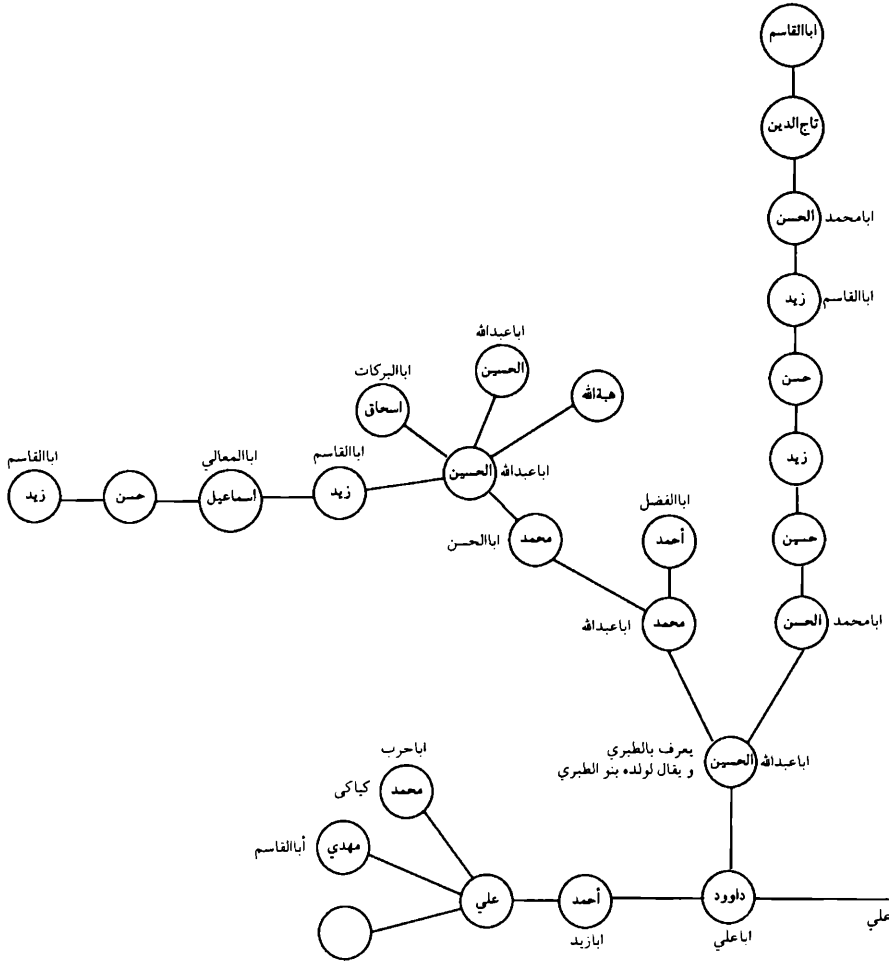 اباالقاسم
تاج‌الدين
الحسن
ابامحمد
زيد
اباالقاسم
حسن
زيد
حسين
الحسن
ابامحمد
اباعبدالله
الحسين
هبةالله
اباالبركات
اسحاق
الحسين
اباعبدالله
اباالقاسم
زيد
اباالمعالي
اسماعيل
حسن
اباالقاسم
زيد
محمد
اباالحسن
اباالفضل
أحمد
محمد
اباعبدالله
اباعبدالله
الحسين
يعرف بالطبري
و يقال لولده بنو الطبري
اباحرب
محمد
كياكى
مهدي
أباالقاسم
علي
أحمد
ابازيد
داوود
اباعلي
علي